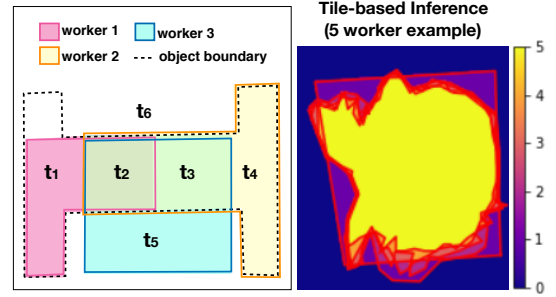 Tile-based Inference
(5 worker example)
worker 1
worker 3
worker 2
object boundary
t6
t1
t2
t3
t4
t5
5
4
3
2
1
0